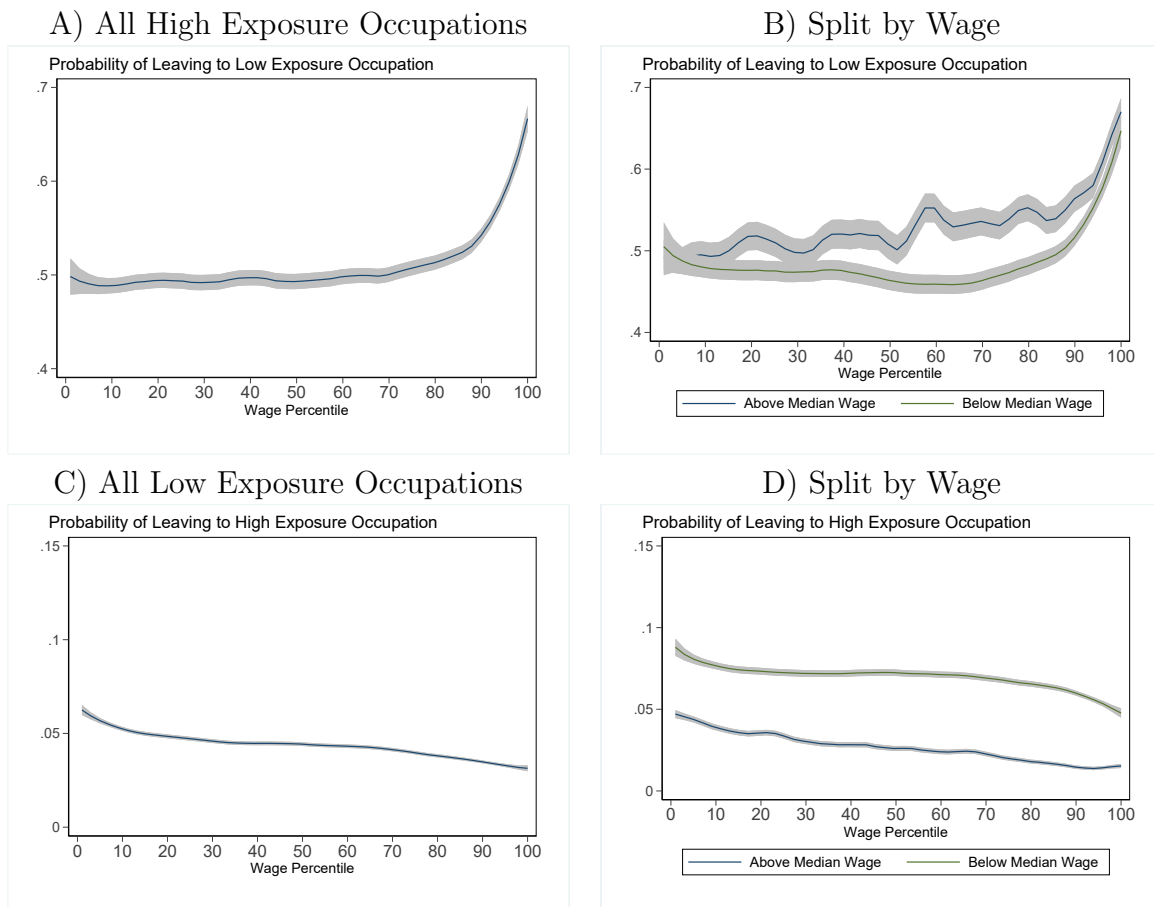 A) All High Exposure Occupations
Probability of Leaving to Low Exposure Occupation
.7
.6
.5
.4
0 10 20 30 40 50 60 70 80 90 100
Wage Percentile
B) Split by Wage
Probability of Leaving to Low Exposure Occupation
.7
.6
.5
.4
0 10 20 30 40 50 60 70 80 90 100
Wage Percentile
Above Median Wage Below Median Wage
C) All Low Exposure Occupations
Probability of Leaving to High Exposure Occupation
.15
.1
.05
0
0 10 20 30 40 50 60 70 80 90 100
Wage Percentile
D) Split by Wage
Probability of Leaving to High Exposure Occupation
.15
.1
.05
0
0 10 20 30 40 50 60 70 80 90 100
Wage Percentile
Above Median Wage Below Median Wage